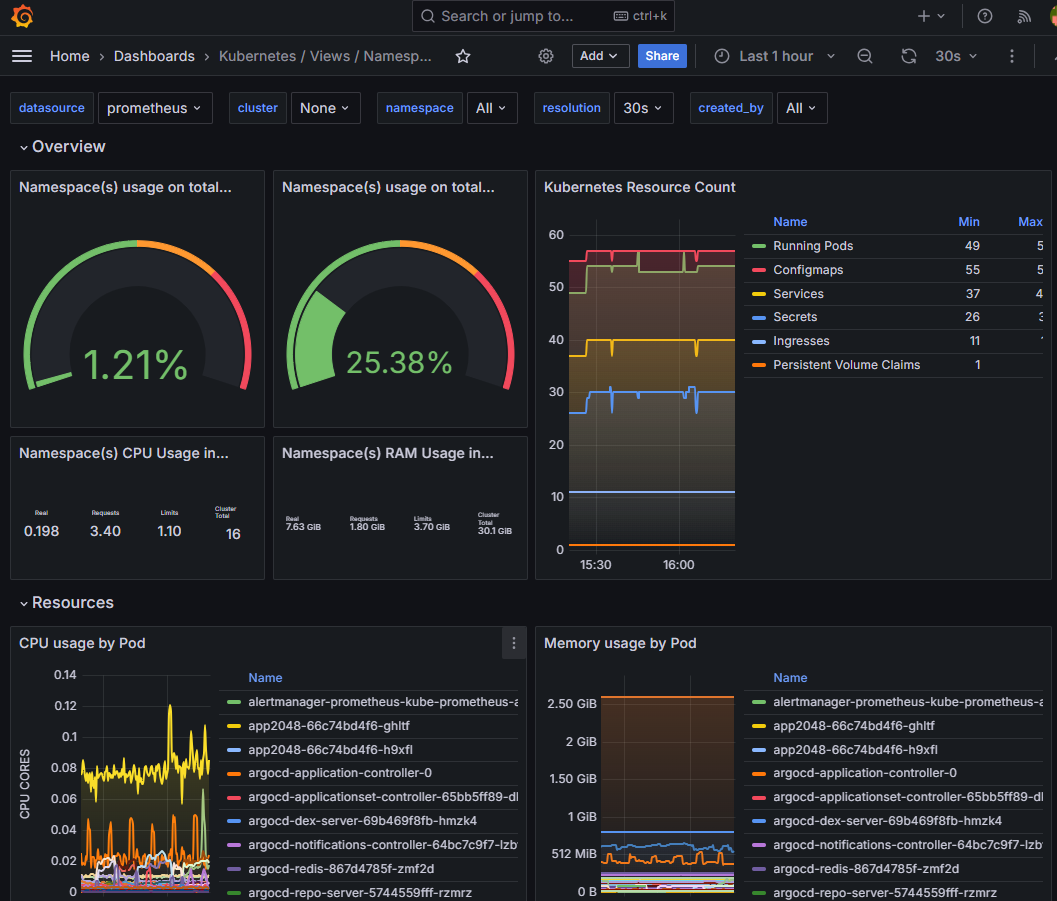 Search or jump to...
ctrl+k
Home
Dashboards
Kubernetes / Views / Namesp...
Add
Share
Last 1 hour
30s
datasource
prometheus
cluster
None
namespace
All
resolution
30s
created_by
All
Overview
Namespace(s) usage on total...
1.21%
Namespace(s) usage on total...
25.38%
Kubernetes Resource Count
60
50
40
30
20
10
0
15:30
16:00
Name Min Max
Running Pods 49 5
Configmaps 55 5
Services 37 4
Secrets 26 3
Ingresses 11
Persistent Volume Claims 1
Namespace(s) CPU Usage in...
Real
0.198
Requests
3.40
Limits
1.10
Cluster
Total
16
Namespace(s) RAM Usage in...
Real
7.63 GiB
Requests
1.80 GiB
Limits
3.70 GiB
Cluster
Total
30.1 GiB
Resources
CPU usage by Pod
CPU CORES
0.14
0.12
0.1
0.08
0.06
0.04
0.02
0
Name
alertmanager-prometheus-kube-prometheus-a
app2048-66c74bd4f6-ghltf
app2048-66c74bd4f6-h9xfl
argocd-application-controller-0
argocd-applicationset-controller-65bb5ff89-dl
argocd-dex-server-69b469f8fb-hmzk4
argocd-notifications-controller-64bc7c9f7-lzb
argocd-redis-867d4785f-zmf2d
argocd-repo-server-5744559fff-rzmrz
Memory usage by Pod
2.50 GiB
2 GiB
1.50 GiB
1 GiB
512 MiB
0 B
Name
alertmanager-prometheus-kube-prometheus-a
app2048-66c74bd4f6-ghltf
app2048-66c74bd4f6-h9xfl
argocd-application-controller-0
argocd-applicationset-controller-65bb5ff89-dl
argocd-dex-server-69b469f8fb-hmzk4
argocd-notifications-controller-64bc7c9f7-lzb
argocd-redis-867d4785f-zmf2d
argocd-repo-server-5744559fff-rzmrz